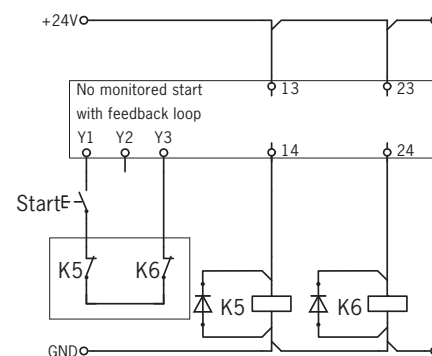 +24V
No monitored start
with feedback loop
13
23
Y1 Y2 Y3
14
24
Start
K5
K6
K5
K6
GND